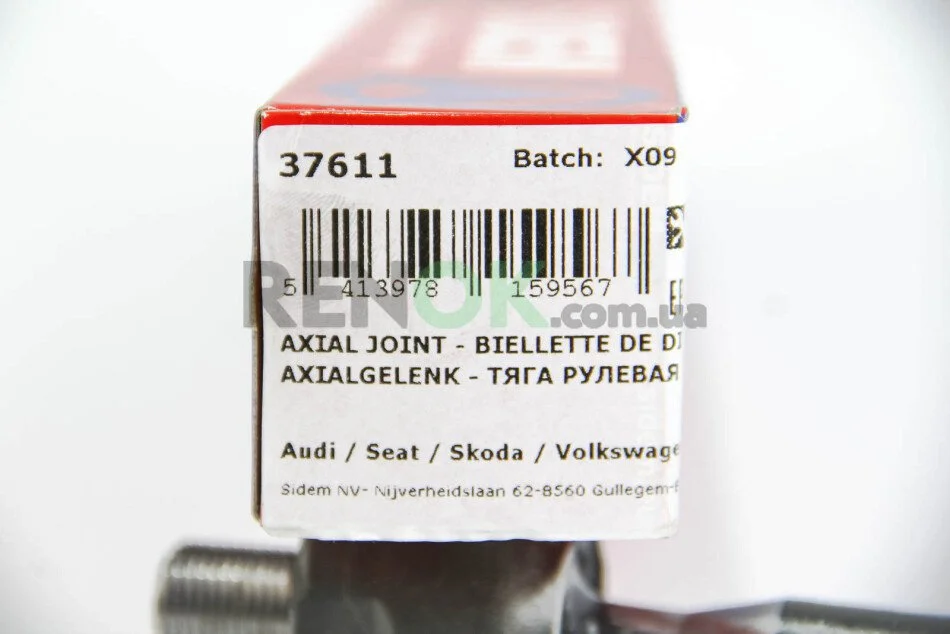 37611
Batch: X09
5 413978 159567
RENOK.com.ua
AXIAL JOINT - BIELLETTE DE DI
AXIALGELENK - ТЯГА РУЛЕВАЯ
Audi / Seat / Skoda / Volkswage
Sidem NV- Nijverheidslaan 62-8560 Gullegem-